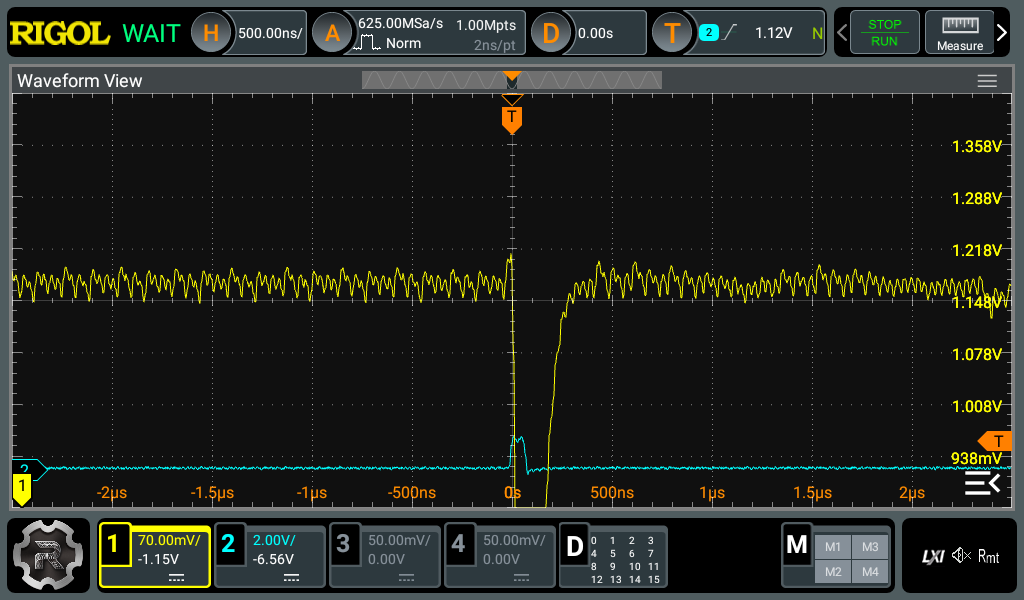 RIGOL WAIT H 500.00ns/ A 625.00MSa/s 1.00Mpts D 0.00s T 2 1.12V N STOP
Norm 2ns/pt RUN Measure
Waveform View
T
1.358V
1.288V
1.218V
1.148V
1.078V
1.008V
T
938mV
2
1
-2µs -1.5µs -1µs -500ns 0s 500ns 1µs 1.5µs 2µs
1 70.00mV/ 2 2.00V/ 3 50.00mV/ 4 50.00mV/ D 0 1 2 3 M M1 M3
-1.15V -6.56V 0.00V 0.00V 4 5 6 7 LXI Rmt
8 9 10 11 M2 M4
12 13 14 15
R